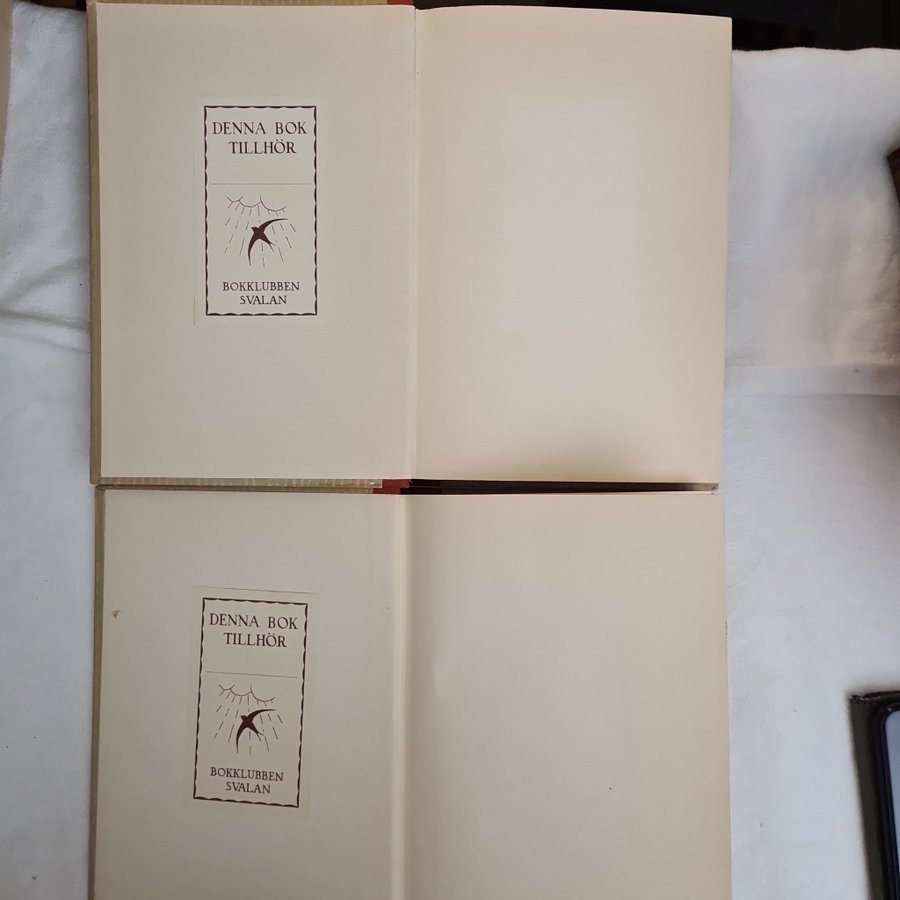 DENNA BOK
TILLHÖR
BOKKLUBBEN
SVALAN
DENNA BOK
TILLHÖR
BOKKLUBBEN
SVALAN